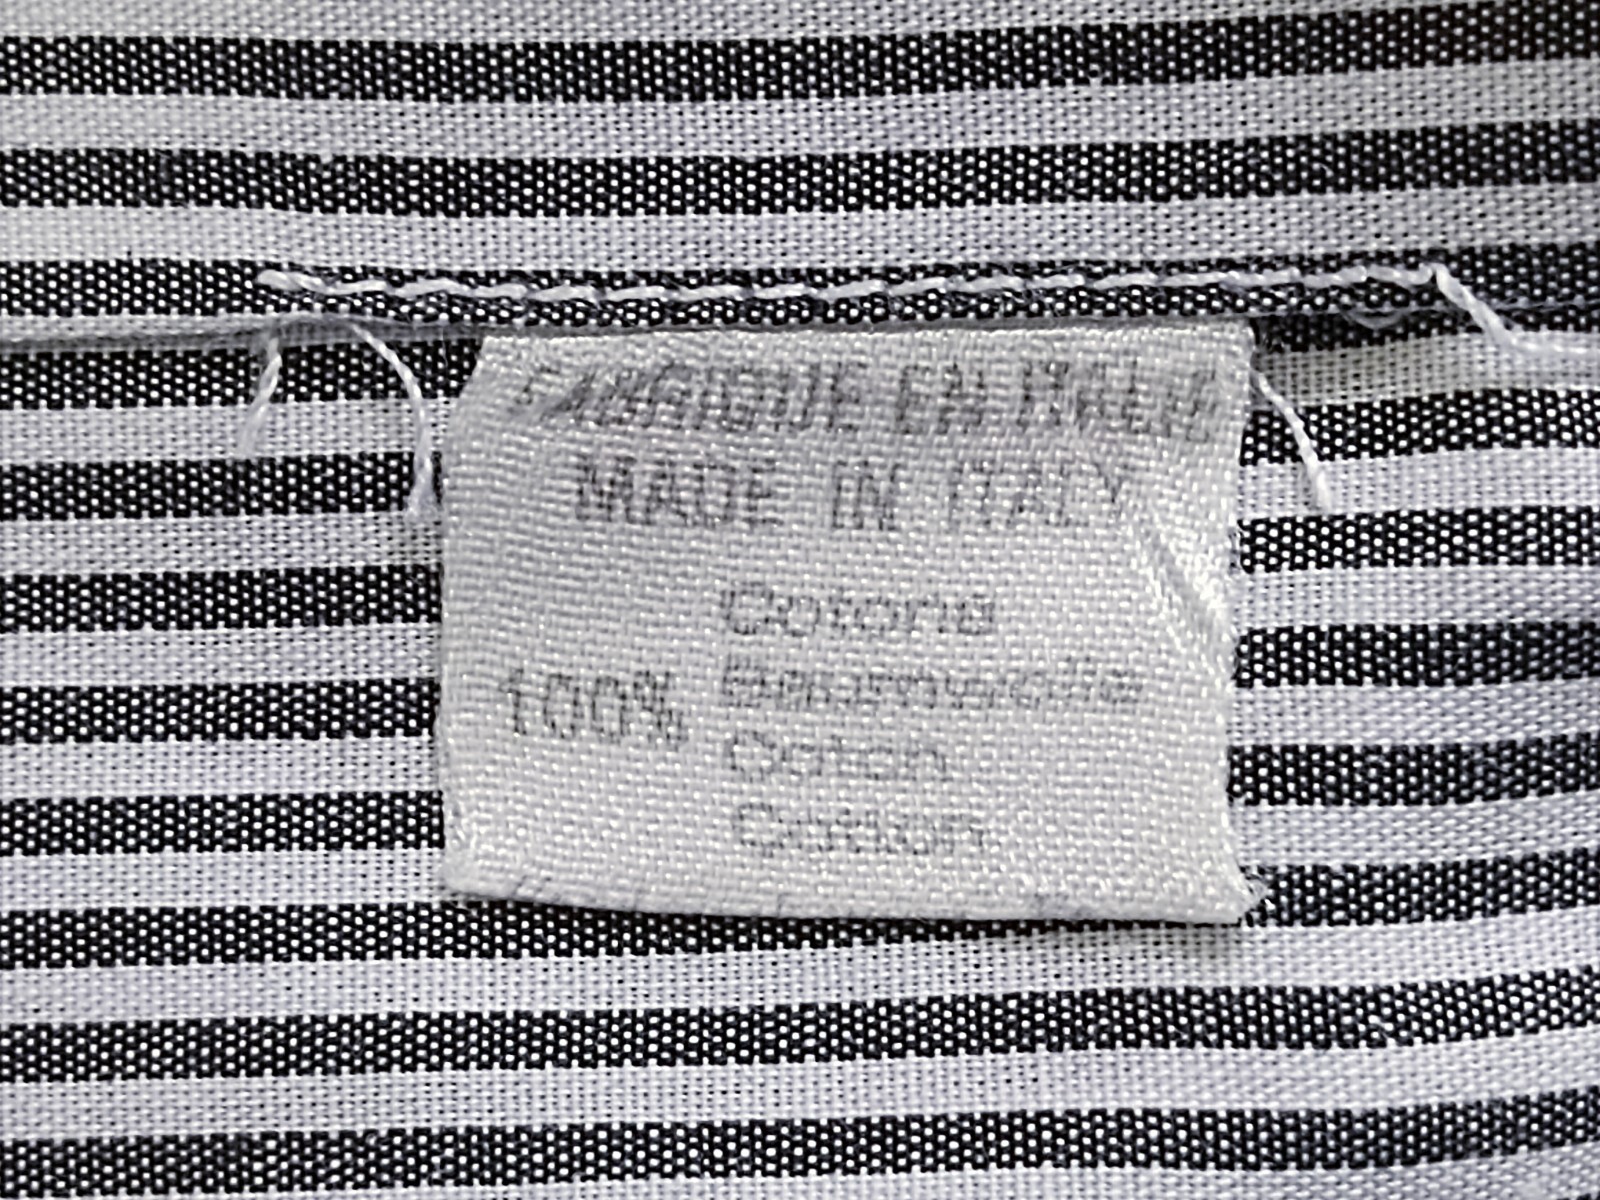 FABRIQUE EN ITALIE
MADE IN ITALY
Cotone
100% Baumwolle
Coton
Cotton